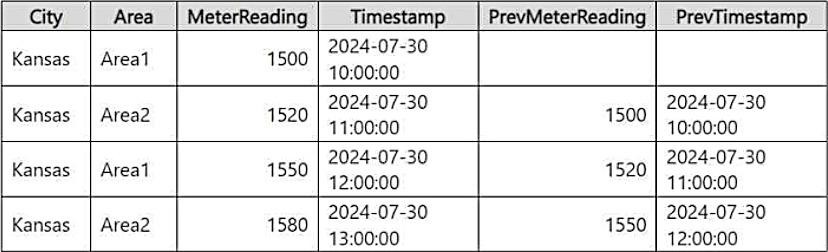 City Area MeterReading Timestamp PrevMeterReading PrevTimestamp
Kansas Area1 1500 2024-07-30 10:00:00
Kansas Area2 1520 2024-07-30 11:00:00 1500 2024-07-30 10:00:00
Kansas Area1 1550 2024-07-30 12:00:00 1520 2024-07-30 11:00:00
Kansas Area2 1580 2024-07-30 13:00:00 1550 2024-07-30 12:00:00